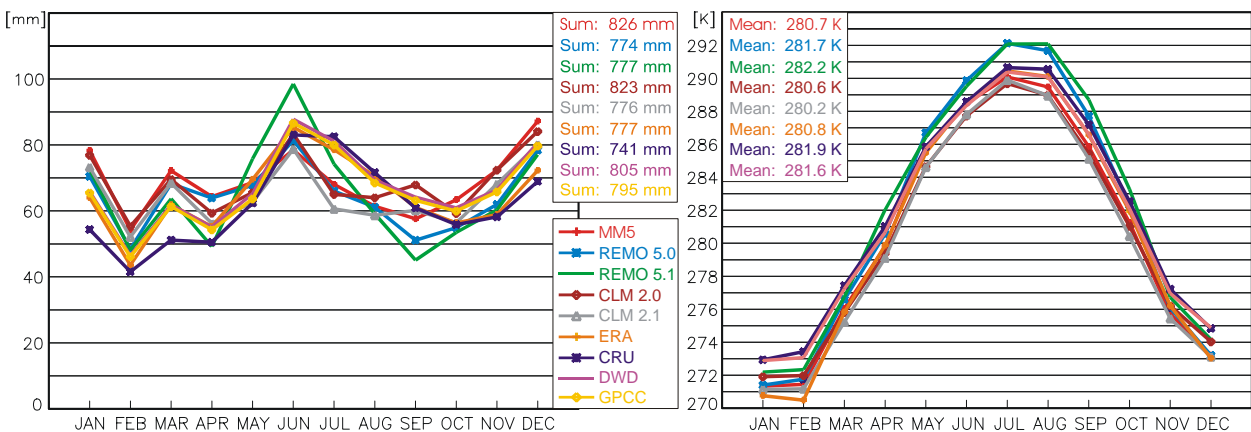 [mm]
100
80
60
40
20
0
JAN FEB MAR APR MAY JUN JUL AUG SEP OCT NOV DEC
Sum: 826 mm
Sum: 774 mm
Sum: 777 mm
Sum: 823 mm
Sum: 776 mm
Sum: 777 mm
Sum: 741 mm
Sum: 805 mm
Sum: 795 mm
MM5
REMO 5.0
REMO 5.1
CLM 2.0
CLM 2.1
ERA
CRU
DWD
GPCC
[K]
292
290
288
286
284
282
280
278
276
274
272
270
JAN FEB MAR APR MAY JUN JUL AUG SEP OCT NOV DEC
Mean: 280.7 K
Mean: 281.7 K
Mean: 282.2 K
Mean: 280.6 K
Mean: 280.2 K
Mean: 280.8 K
Mean: 281.9 K
Mean: 281.6 K